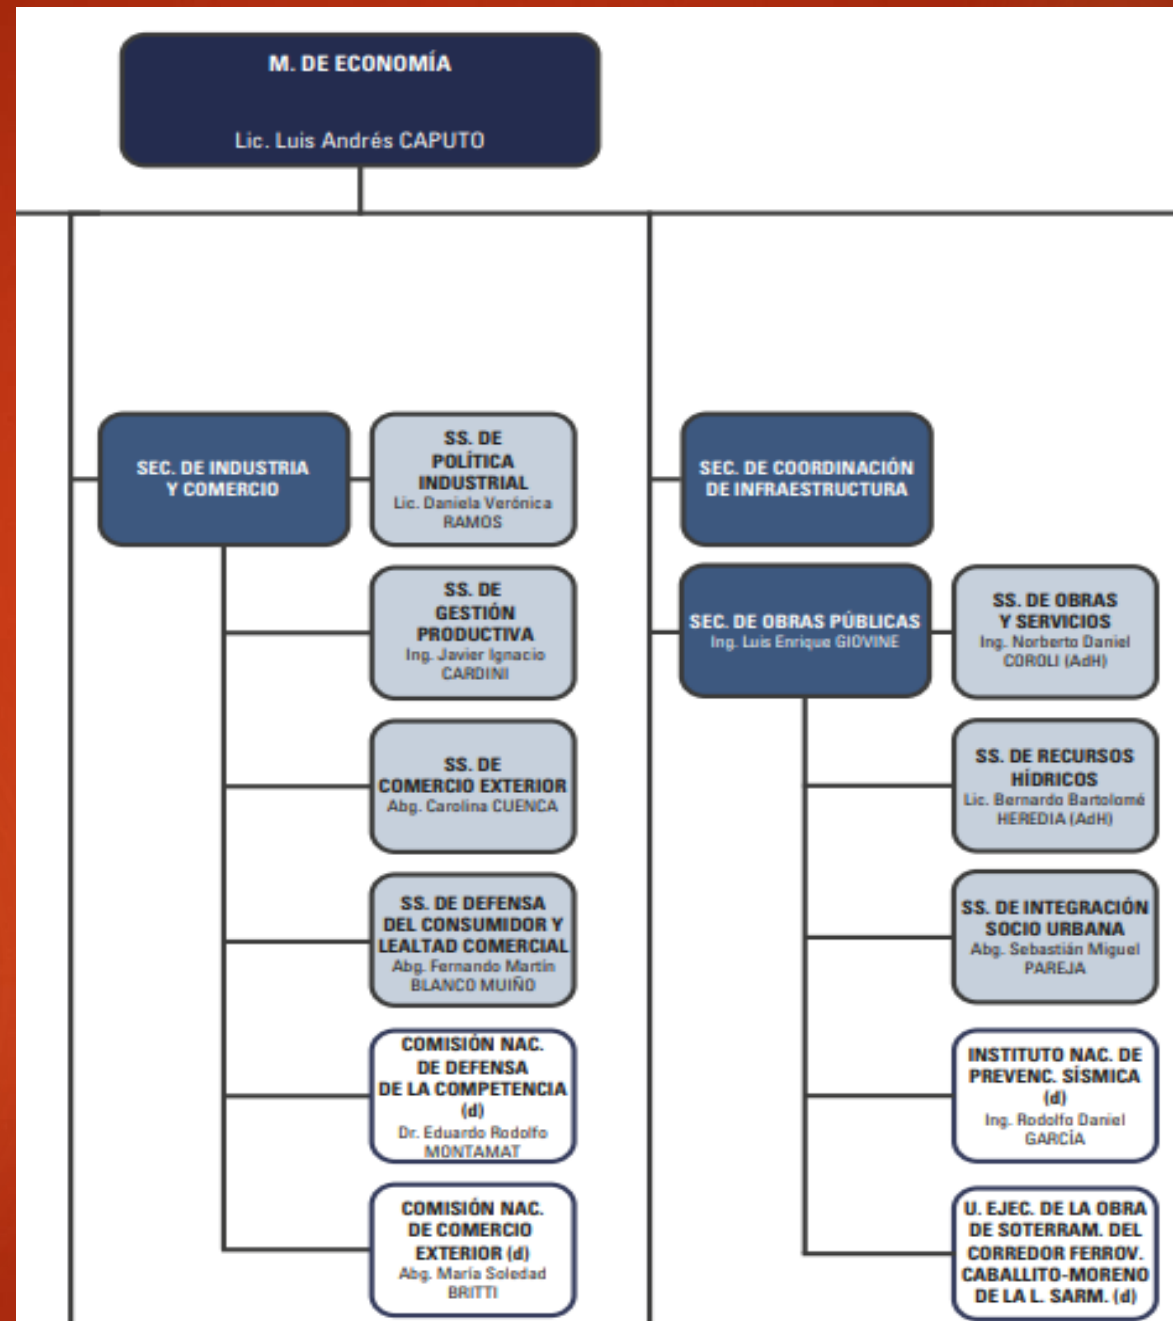 M. DE ECONOMÍA
Lic. Luis Andrés CAPUTO
SEC. DE INDUSTRIA
Y COMERCIO
SS. DE
POLÍTICA
INDUSTRIAL
Lic. Daniela Verónica
RAMOS
SS. DE
GESTIÓN
PRODUCTIVA
Ing. Javier Ignacio
CARDINI
SS. DE
COMERCIO EXTERIOR
Abg. Carolina CUENCA
SS. DE DEFENSA
DEL CONSUMIDOR Y
LEALTAD COMERCIAL
Abg. Fernando Martín
BLANCO MUIÑO
COMISIÓN NAC.
DE DEFENSA
DE LA COMPETENCIA
(d)
Dr. Eduardo Rodolfo
MONTAMAT
COMISIÓN NAC.
DE COMERCIO
EXTERIOR (d)
Abg. María Soledad
BRITTI
SEC. DE COORDINACIÓN
DE INFRAESTRUCTURA
SEC. DE OBRAS PÚBLICAS
Ing. Luis Enrique GIOVINE
SS. DE OBRAS
Y SERVICIOS
Ing. Norberto Daniel
COROLI (AdH)
SS. DE RECURSOS
HÍDRICOS
Lic. Bernardo Bartolomé
HEREDIA (AdH)
SS. DE INTEGRACIÓN
SOCIO URBANA
Abg. Sebastián Miguel
PAREJA
INSTITUTO NAC. DE
PREVENC. SÍSMICA
(d)
Ing. Rodolfo Daniel
GARCÍA
U. EJEC. DE LA OBRA
DE SOTERRAM. DEL
CORREDOR FERROV.
CABALLITO-MORENO
DE LA L. SARM. (d)